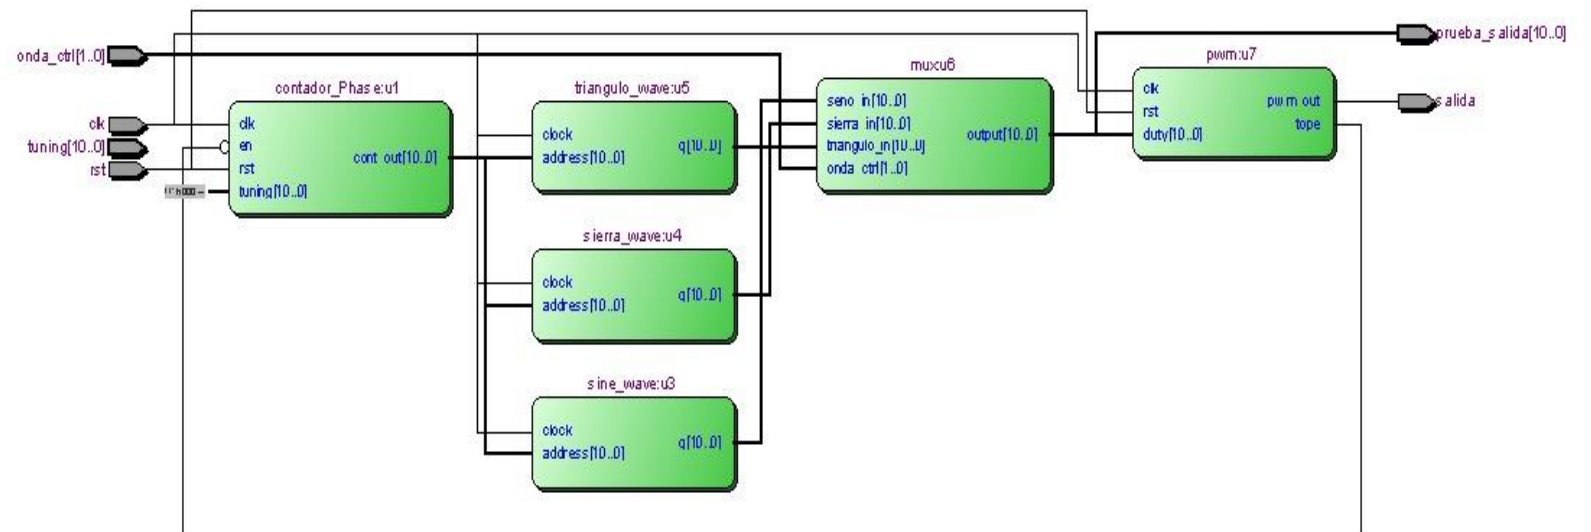 onda_ctrl[1..0]
clk
tuning[10..0]
rst
contador_Phase:u1
clk
en
rst
tuning[10..0]
cont_out[10..0]
triangulo_wave:u5
clock
address[10..0]
q[10..0]
sierra_wave:u4
clock
address[10..0]
q[10..0]
sine_wave:u3
clock
address[10..0]
q[10..0]
mux:u6
seno_in[10..0]
sierra_in[10..0]
triangulo_in[10..0]
onda_ctrl[1..0]
output[10..0]
pwm:u7
clk
rst
duty[10..0]
pwm_out
tope
prueba_salida[10..0]
salida